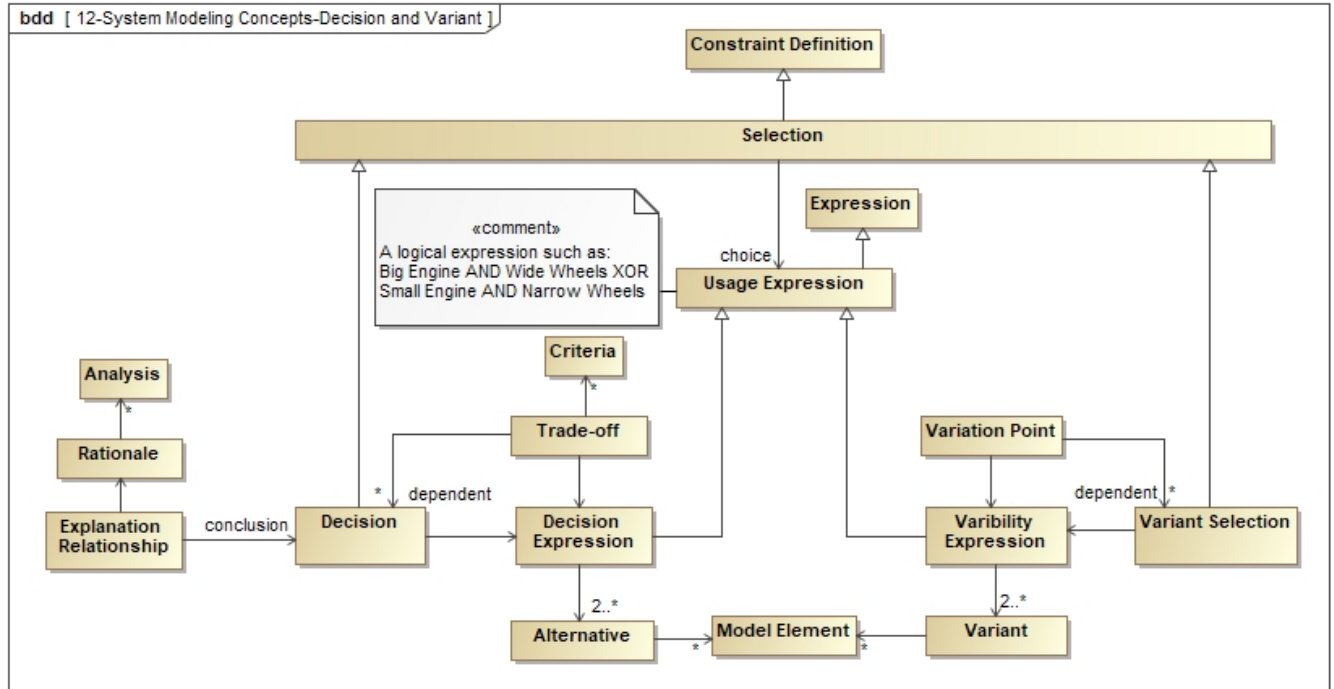 bdd [ 12-System Modeling Concepts-Decision and Variant ]
Constraint Definition
Selection
Expression
«comment»
A logical expression such as:
Big Engine AND Wide Wheels XOR
Small Engine AND Narrow Wheels
choice
Usage Expression
Criteria
*
Analysis
*
Trade-off
Variation Point
Rationale
*
dependent
dependent
*
conclusion
Explanation
Relationship
Decision
Decision
Expression
Varibility
Expression
Variant Selection
2..*
2..*
Alternative
*
Model Element
*
Variant